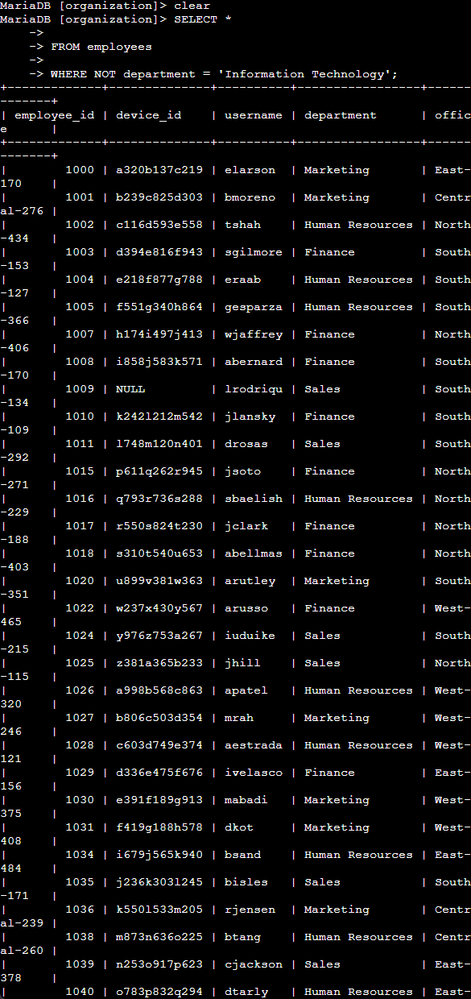 MariaDB [organization]> clear
MariaDB [organization]> SELECT *
    ->
    -> FROM employees
    ->
    -> WHERE NOT department = 'Information Technology';
+-------------+--------------+----------+-----------------+------
-------+
| employee_id | device_id    | username | department      | offic
e      |
+-------------+--------------+----------+-----------------+------
-------+
|        1000 | a320b137c219 | elarson  | Marketing       | East-
170    |
|        1001 | b239c825d303 | bmoreno  | Marketing       | Centr
al-276 |
|        1002 | c116d593e558 | tshah    | Human Resources | North
-434   |
|        1003 | d394e816f943 | sgilmore | Finance         | South
-153   |
|        1004 | e218f877g788 | eraab    | Human Resources | South
-127   |
|        1005 | f551g340h864 | gesparza | Human Resources | South
-366   |
|        1007 | h174i497j413 | wjaffrey | Finance         | North
-406   |
|        1008 | i858j583k571 | abernard | Finance         | South
-170   |
|        1009 | NULL         | lrodriqu | Sales           | South
-134   |
|        1010 | k242l212m542 | jlansky  | Finance         | South
-109   |
|        1011 | l748m120n401 | drosas   | Sales           | South
-292   |
|        1015 | p611q262r945 | jsoto    | Finance         | North
-271   |
|        1016 | q793r736s288 | sbaelish | Human Resources | North
-229   |
|        1017 | r550s824t230 | jclark   | Finance         | North
-188   |
|        1018 | s310t540u653 | abellmas | Finance         | North
-403   |
|        1020 | u899v381w363 | arutley  | Marketing       | South
-351   |
|        1022 | w237x430y567 | arusso   | Finance         | West-
465    |
|        1024 | y976z753a267 | iuduike  | Sales           | South
-215   |
|        1025 | z381a365b233 | jhill    | Sales           | North
-115   |
|        1026 | a998b568c863 | apatel   | Human Resources | West-
320    |
|        1027 | b806c503d354 | mrah     | Marketing       | West-
246    |
|        1028 | c603d749e374 | aestrada | Human Resources | West-
121    |
|        1029 | d336e475f676 | ivelasco | Finance         | East-
156    |
|        1030 | e391f189g913 | mabadi   | Marketing       | West-
375    |
|        1031 | f419g188h578 | dkot     | Marketing       | West-
408    |
|        1034 | i679j565k940 | bsand    | Human Resources | East-
484    |
|        1035 | j236k303l245 | bisles   | Sales           | South
-171   |
|        1036 | k550l533m205 | rjensen  | Marketing       | Centr
al-239 |
|        1038 | m873n636o225 | btang    | Human Resources | Centr
al-260 |
|        1039 | n253o917p623 | cjackson | Sales           | East-
378    |
|        1040 | o783p832q294 | dtarly   | Human Resources | East-